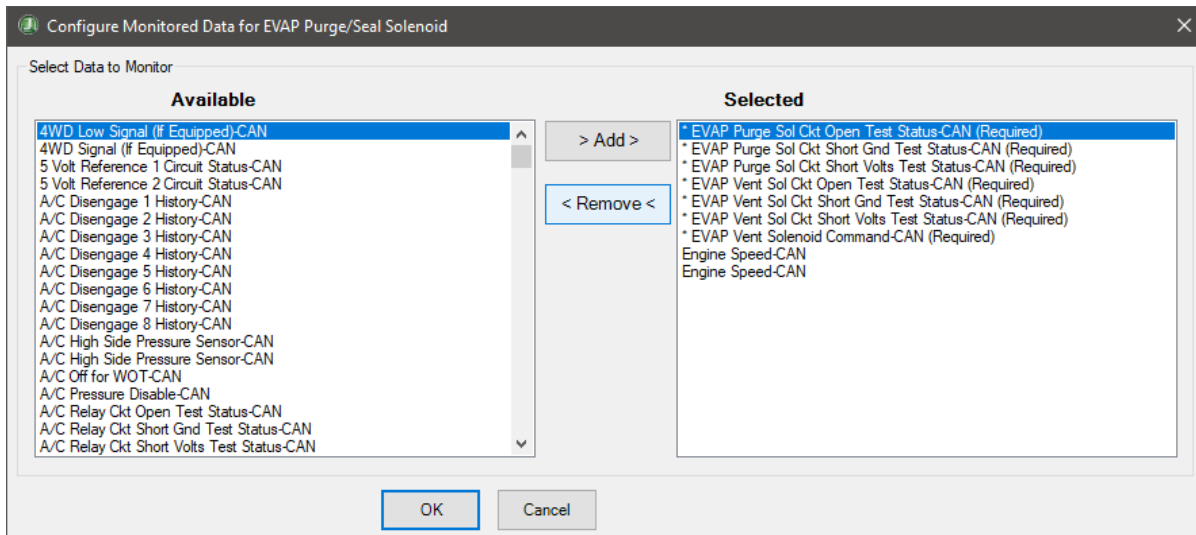 Configure Monitored Data for EVAP Purge/Seal Solenoid
Select Data to Monitor
Available
4WD Low Signal (If Equipped)-CAN
4WD Signal (If Equipped)-CAN
5 Volt Reference 1 Circuit Status-CAN
5 Volt Reference 2 Circuit Status-CAN
A/C Disengage 1 History-CAN
A/C Disengage 2 History-CAN
A/C Disengage 3 History-CAN
A/C Disengage 4 History-CAN
A/C Disengage 5 History-CAN
A/C Disengage 6 History-CAN
A/C Disengage 7 History-CAN
A/C Disengage 8 History-CAN
A/C High Side Pressure Sensor-CAN
A/C High Side Pressure Sensor-CAN
A/C Off for WOT-CAN
A/C Pressure Disable-CAN
A/C Relay Ckt Open Test Status-CAN
A/C Relay Ckt Short Gnd Test Status-CAN
A/C Relay Ckt Short Volts Test Status-CAN
> Add >
< Remove <
Selected
* EVAP Purge Sol Ckt Open Test Status-CAN (Required)
* EVAP Purge Sol Ckt Short Gnd Test Status-CAN (Required)
* EVAP Purge Sol Ckt Short Volts Test Status-CAN (Required)
* EVAP Vent Sol Ckt Open Test Status-CAN (Required)
* EVAP Vent Sol Ckt Short Gnd Test Status-CAN (Required)
* EVAP Vent Sol Ckt Short Volts Test Status-CAN (Required)
* EVAP Vent Solenoid Command-CAN (Required)
Engine Speed-CAN
Engine Speed-CAN
OK
Cancel